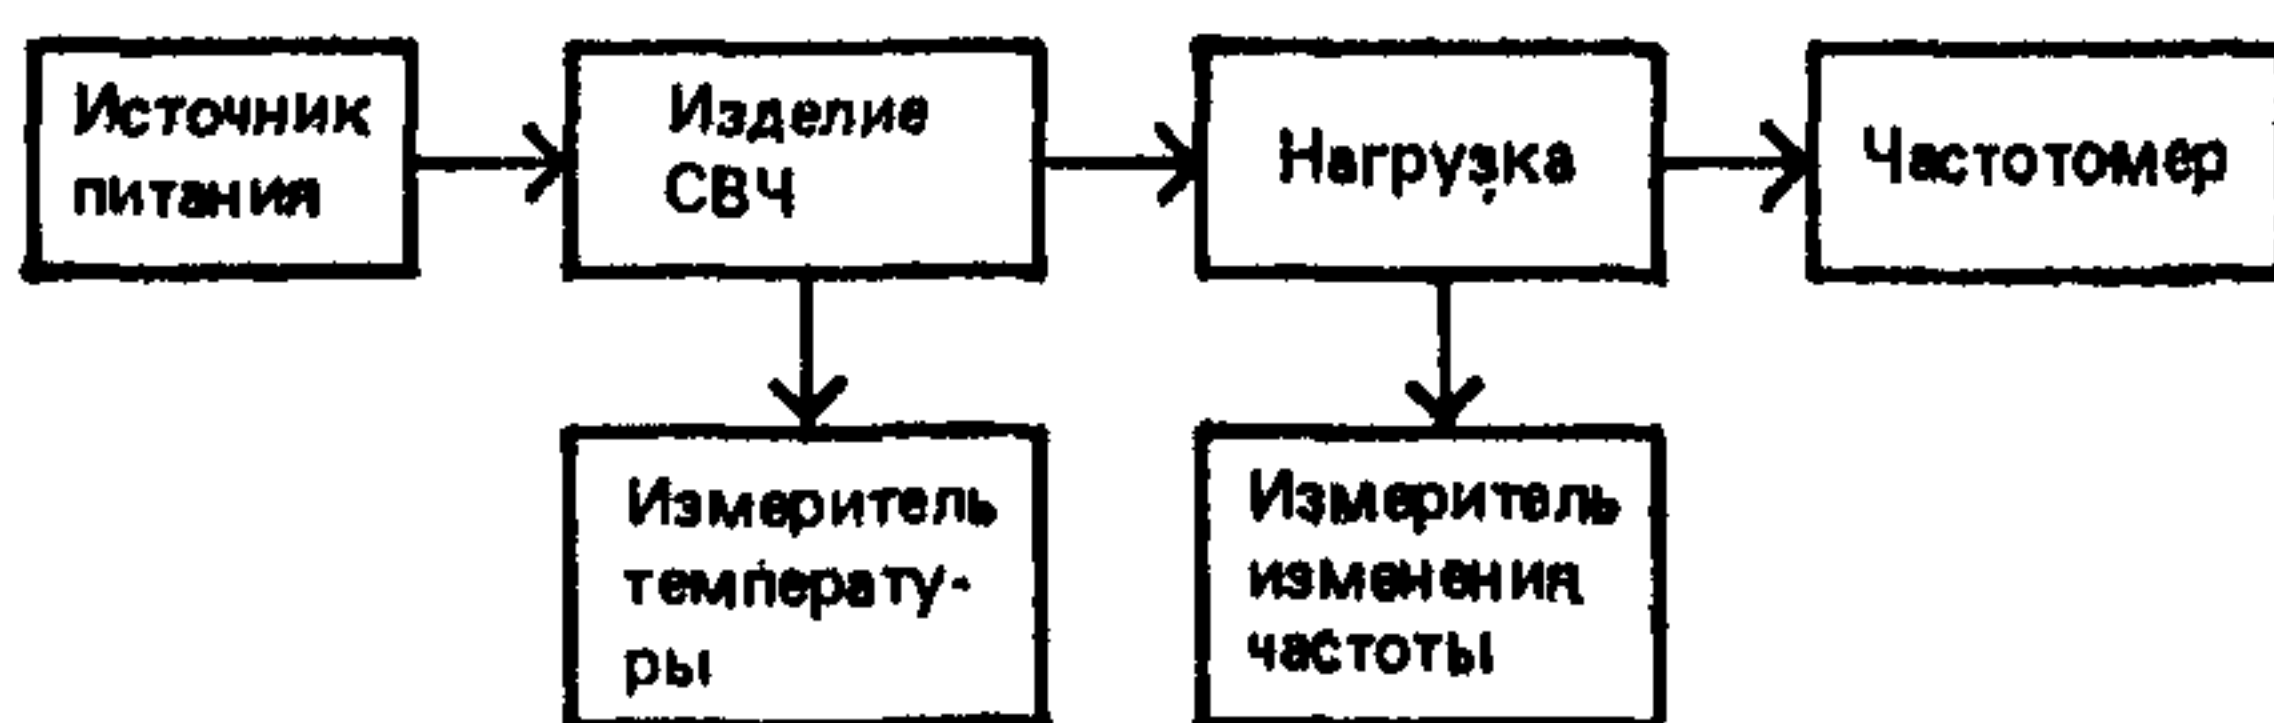 Источник
питания
Изделие
СВЧ
Нагрузка
Частотомер
Измеритель
температу-
ры
Измеритель
изменения
частоты